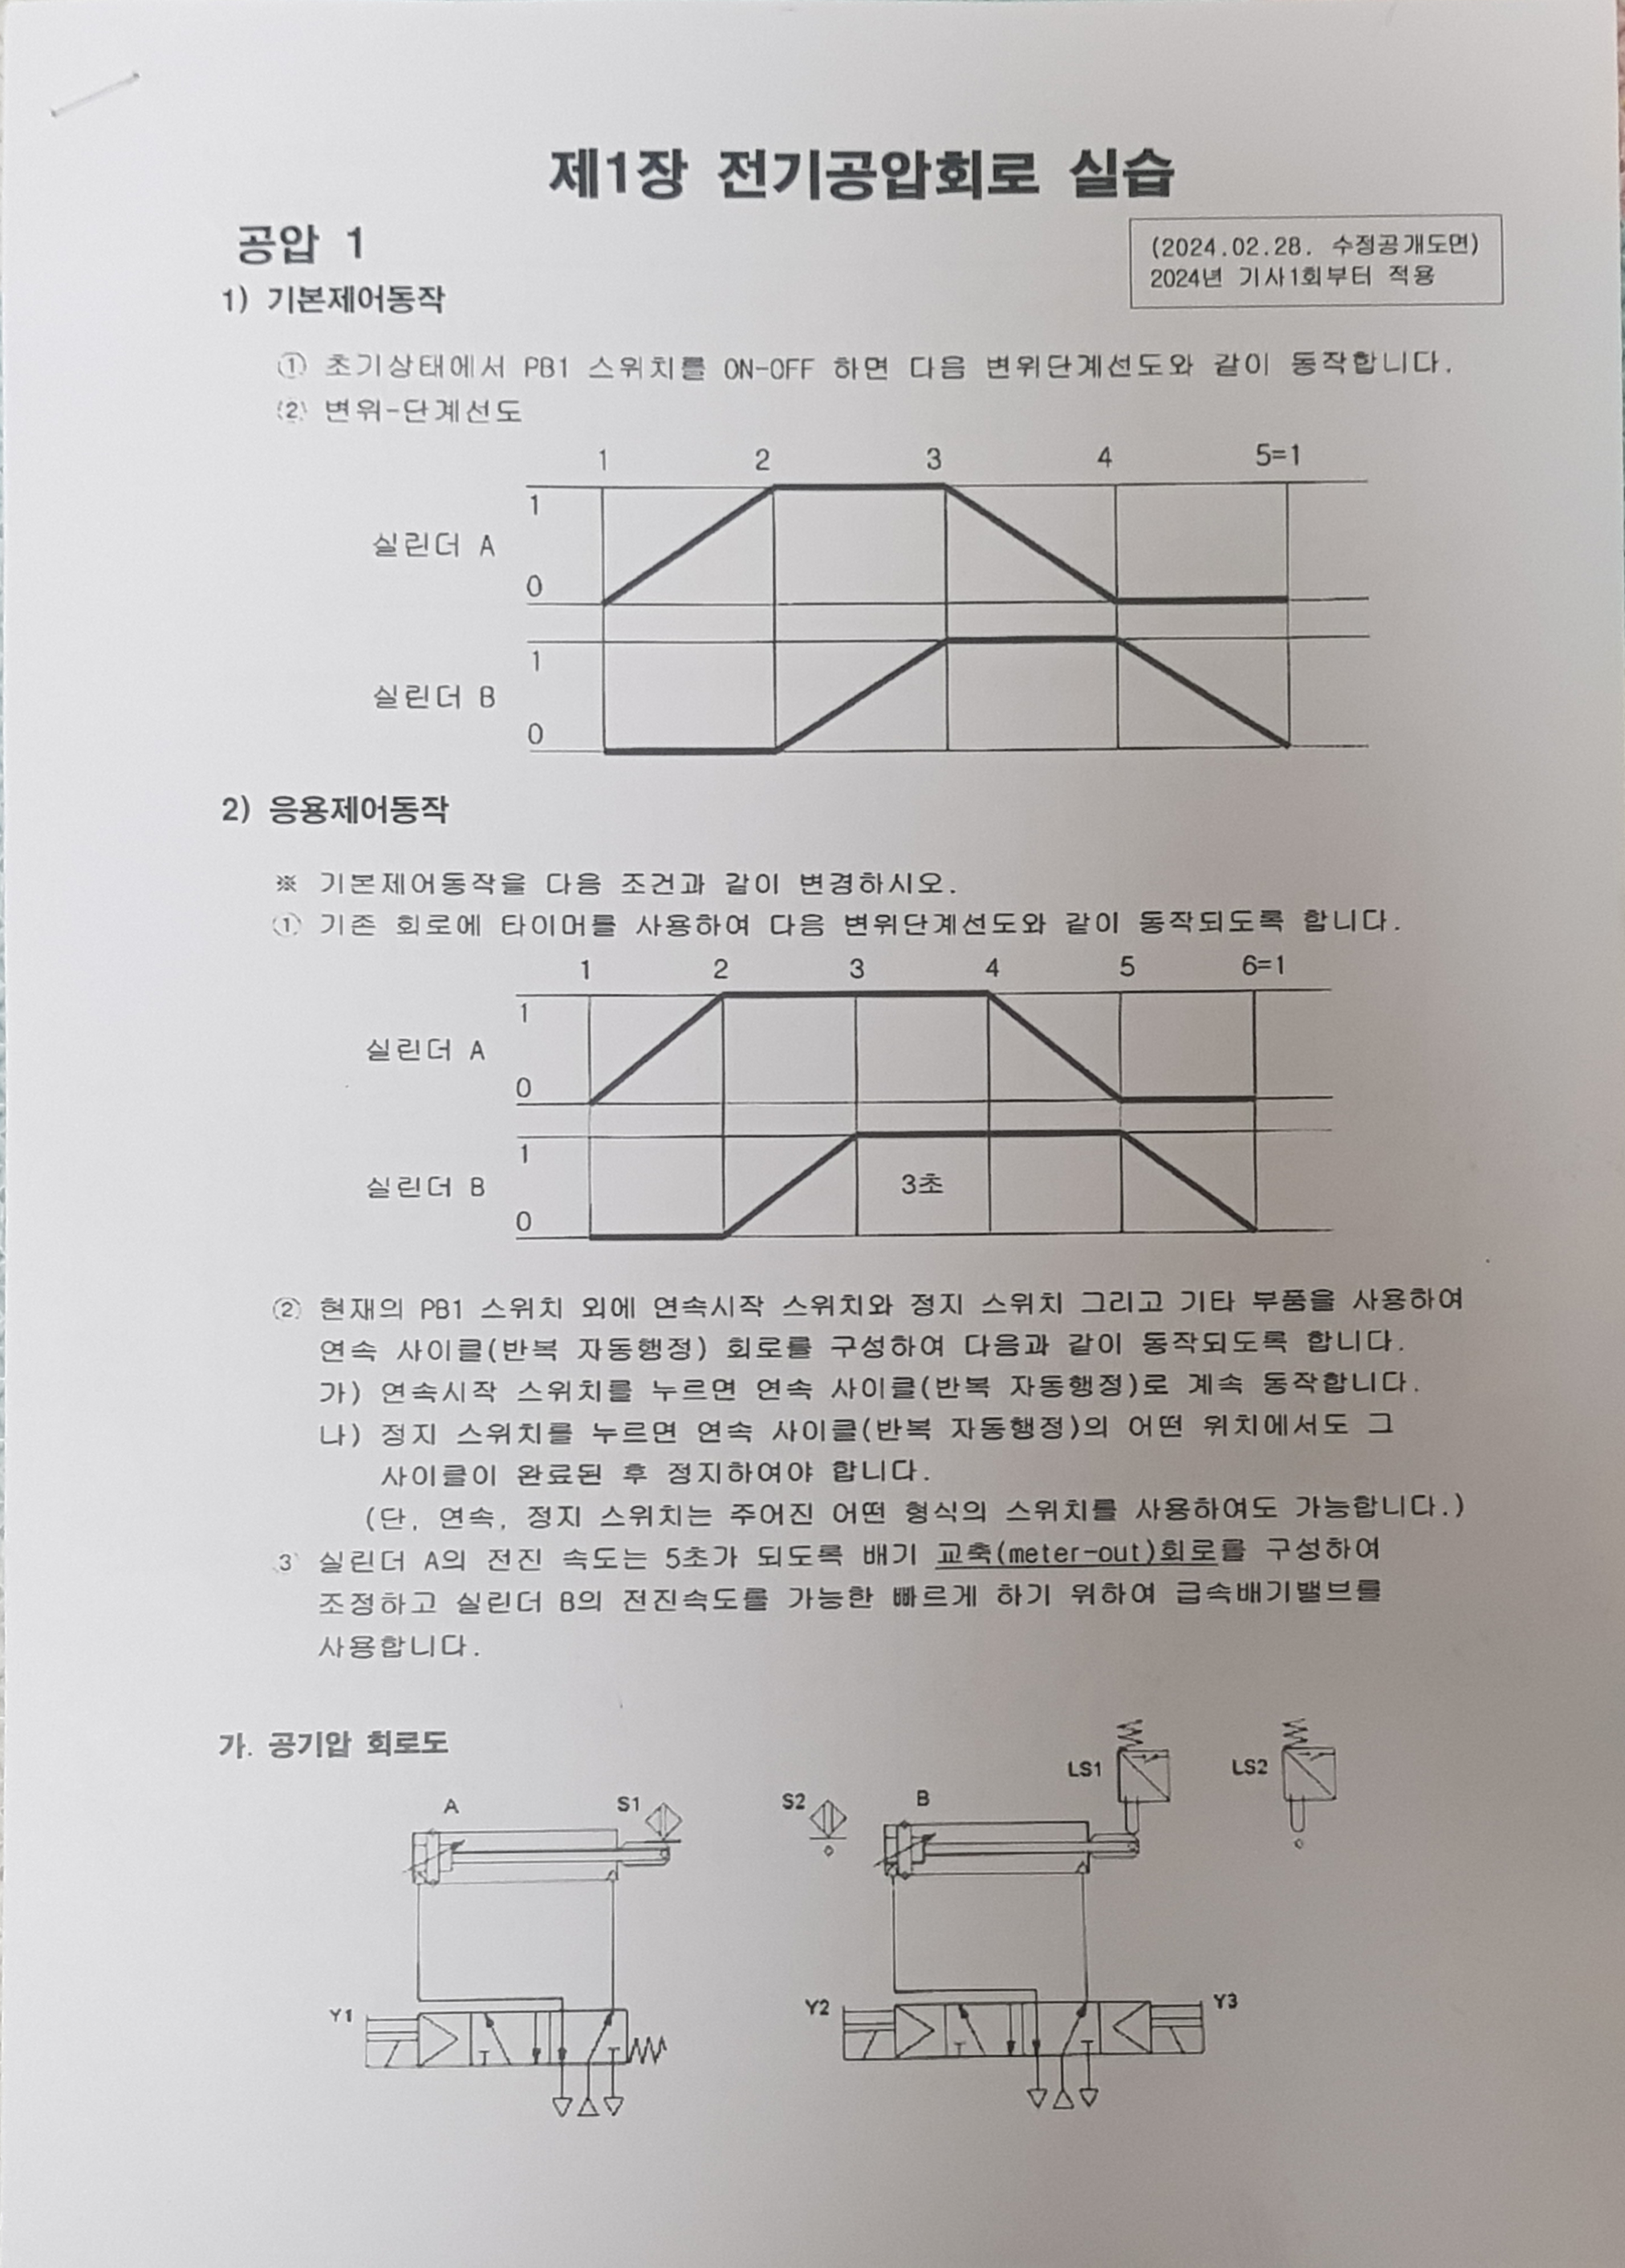 제1장 전기공압회로 실습
공압 1
(2024.02.28. 수정공개도면)
2024년 기사1회부터 적용
1) 기본제어동작
① 초기상태에서 PB1 스위치를 ON-OFF 하면 다음 변위단계선도와 같이 동작합니다.
② 변위-단계선도
1 2 3 4 5=1
1
실린더 A
0
1
실린더 B
0
2) 응용제어동작
※ 기본제어동작을 다음 조건과 같이 변경하시오.
① 기존 회로에 타이머를 사용하여 다음 변위단계선도와 같이 동작되도록 합니다.
1 2 3 4 5 6=1
1
실린더 A
0
1
실린더 B 3초
0
② 현재의 PB1 스위치 외에 연속시작 스위치와 정지 스위치 그리고 기타 부품을 사용하여
연속 사이클(반복 자동행정) 회로를 구성하여 다음과 같이 동작되도록 합니다.
가) 연속시작 스위치를 누르면 연속 사이클(반복 자동행정)로 계속 동작합니다.
나) 정지 스위치를 누르면 연속 사이클(반복 자동행정)의 어떤 위치에서도 그
사이클이 완료된 후 정지하여야 합니다.
(단, 연속, 정지 스위치는 주어진 어떤 형식의 스위치를 사용하여도 가능합니다.)
③ 실린더 A의 전진 속도는 5초가 되도록 배기 교축(meter-out)회로를 구성하여
조정하고 실린더 B의 전진속도를 가능한 빠르게 하기 위하여 급속배기밸브를
사용합니다.
가. 공기압 회로도
LS1 LS2
A S1 S2 B
Y1 Y2 Y3